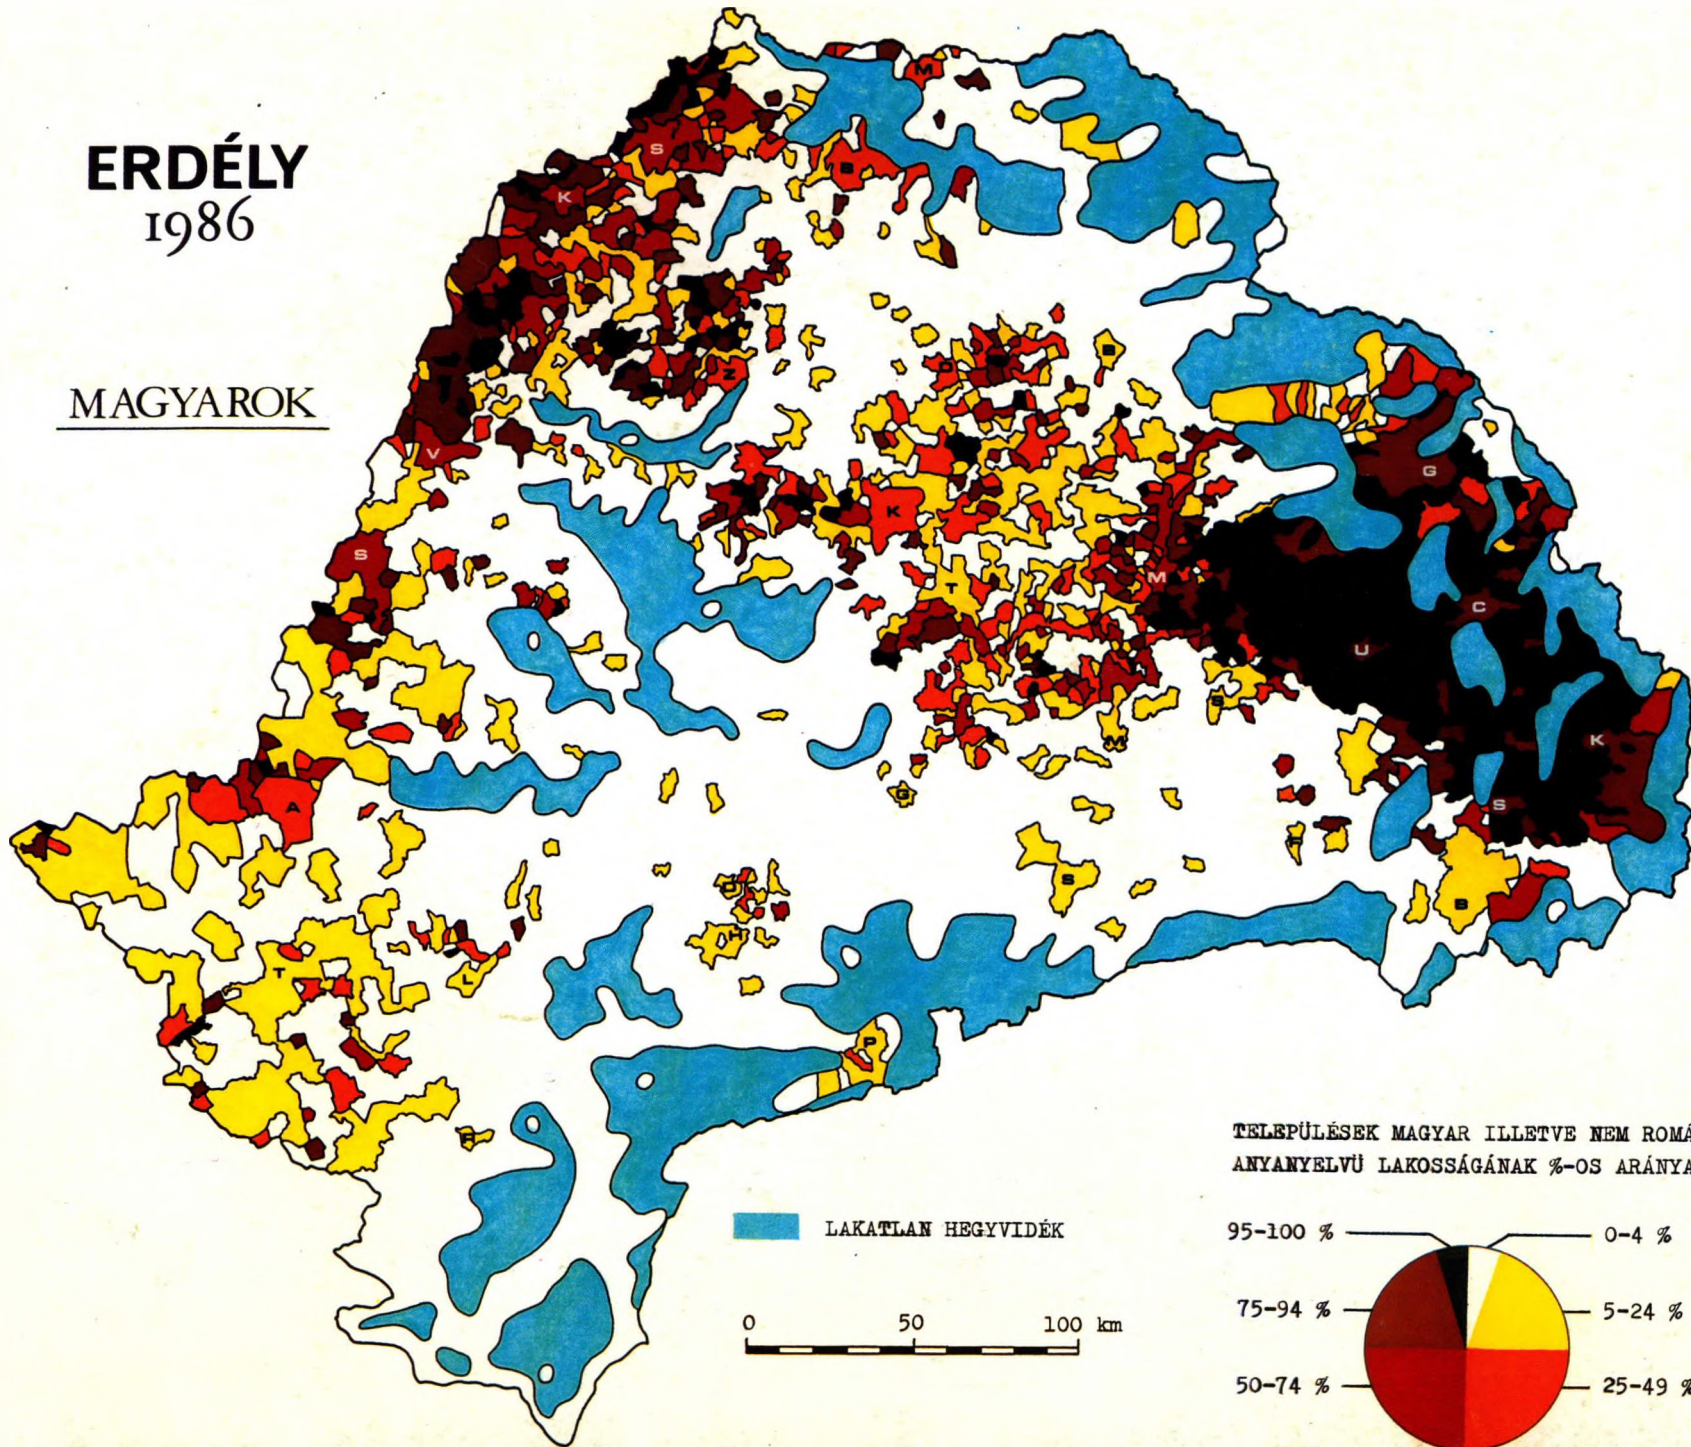 ERDÉLY
1986
MAGYAROK
M
S
B
K
Z
D
B
V
G
K
S
T
M
C
U
S
M
K
G
A
S
D
F
S
B
H
T
L
P
R
TELEPÜLÉSEK MAGYAR ILLETVE NEM ROMÁ
ANYANYELVÜ LAKOSSÁGÁNAK %-OS ARÁNYA
LAKATLAN HEGYVIDÉK
95-100 %
0-4 %
75-94 %
5-24 %
50-74 %
25-49 %
0 50 100 km